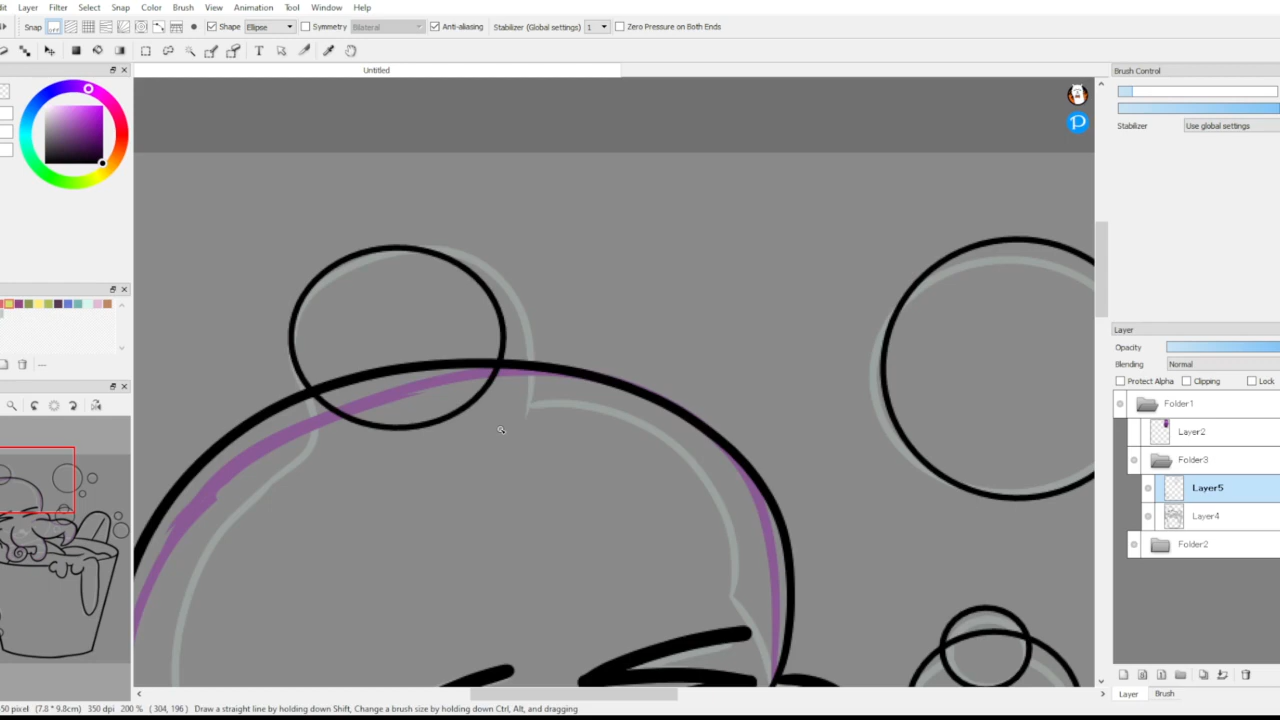 dit Layer Filter Select Snap Color Brush View Animation Tool Window Help
Snap OFF Shape Ellipse Symmetry Bilateral Anti-aliasing Stabilizer (Global settings) 1 Zero Pressure on Both Ends
T
Untitled
Brush Control
Stabilizer Use global settings
Layer
Opacity
Blending Normal
Protect Alpha Clipping Lock
Folder1
Layer2
Folder3
Layer5
Layer4
Folder2
Layer Brush
50 pixel (7.8 * 9.8cm) 350 dpi 200 % ( 304, 196 ) Draw a straight line by holding down Shift, Change a brush size by holding down Ctrl, Alt, and dragging